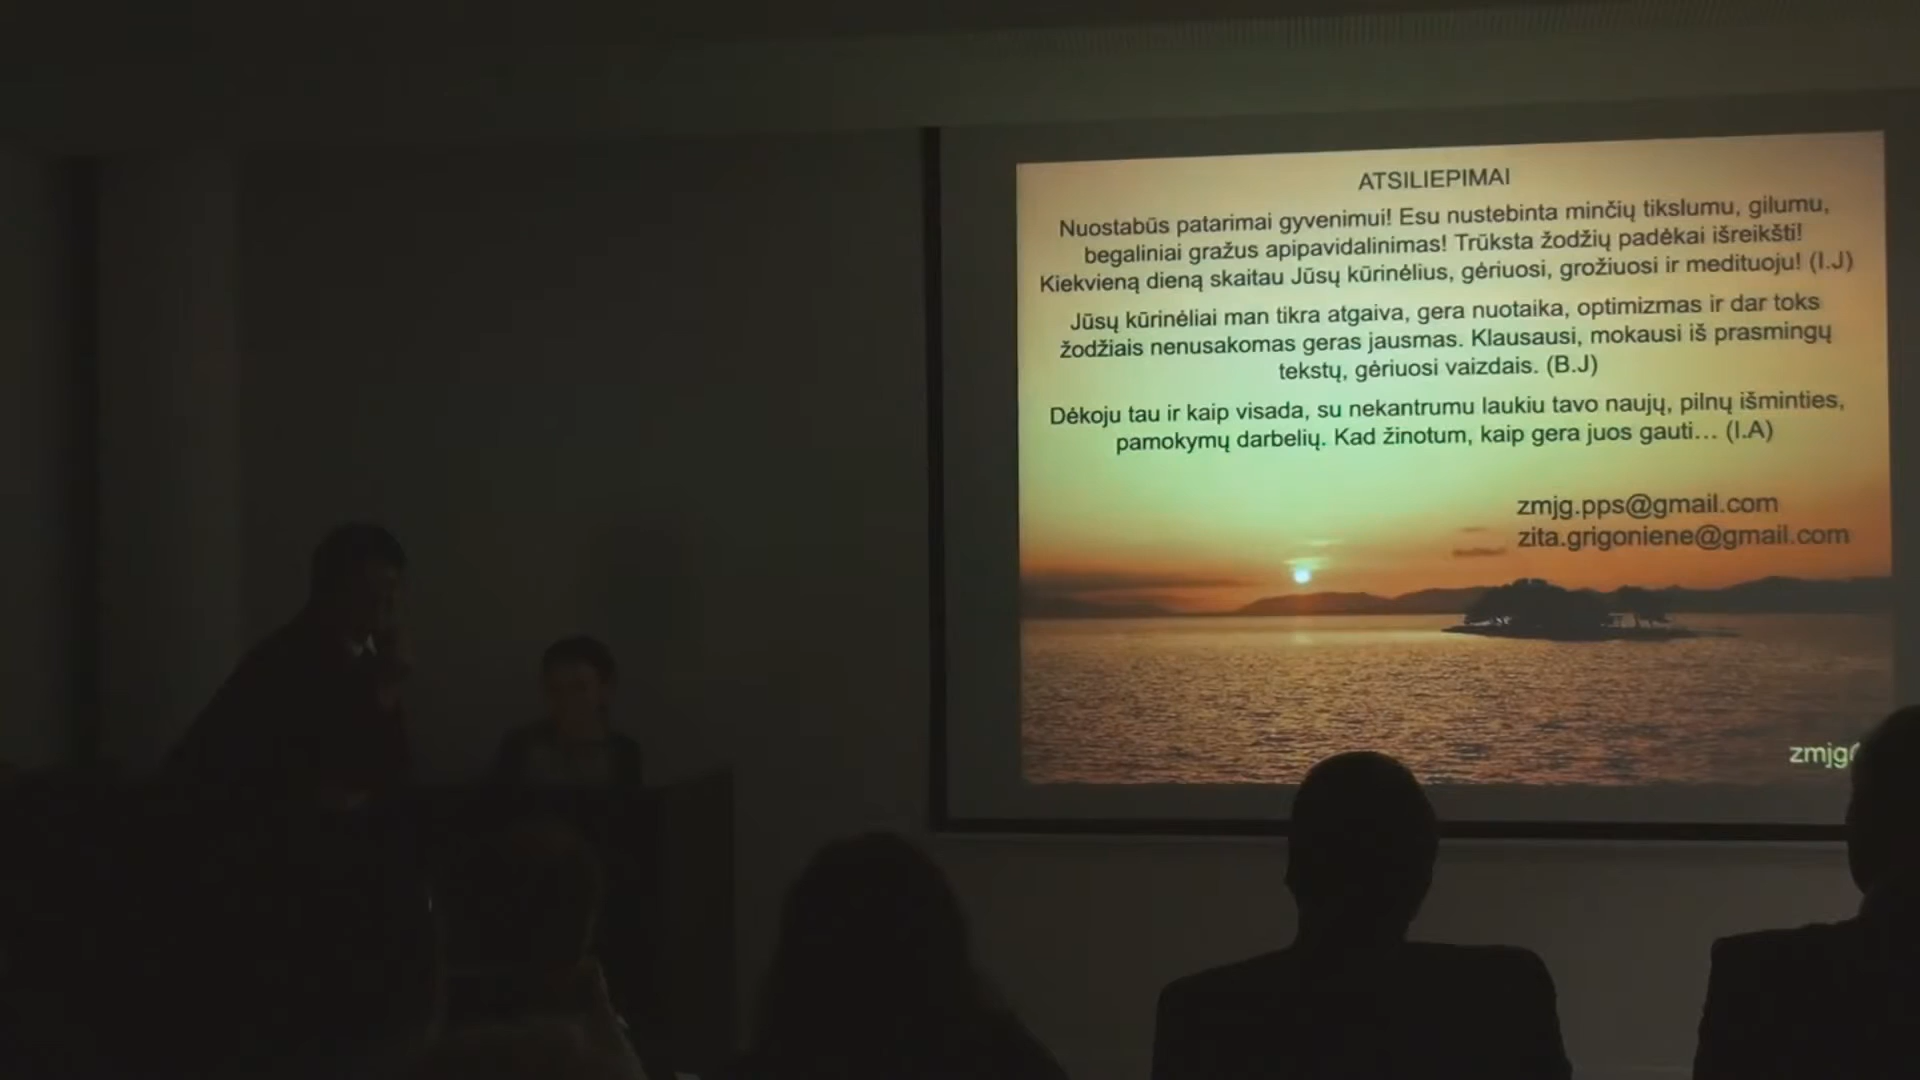 ATSILIEPIMAI
Nuostabūs patarimai gyvenimui! Esu nustebinta minčių tikslumu, gilumu,
begaliniai gražus apipavidalinimas! Trūksta žodžių padėkai išreikšti!
Kiekvieną dieną skaitau Jūsų kūrinėlius, gėriuosi, grožiuosi ir medituoju! (I.J)
Jūsų kūrinėliai man tikra atgaiva, gera nuotaika, optimizmas ir dar toks
žodžiais nenusakomas geras jausmas. Klausausi, mokausi iš prasmingų
tekstų, gėriuosi vaizdais. (B.J)
Dėkoju tau ir kaip visada, su nekantrumu laukiu tavo naujų, pilnų išminties,
pamokymų darbelių. Kad žinotum, kaip gera juos gauti... (I.A)
zmjg.pps@gmail.com
zita.grigoniene@gmail.com
zmjg